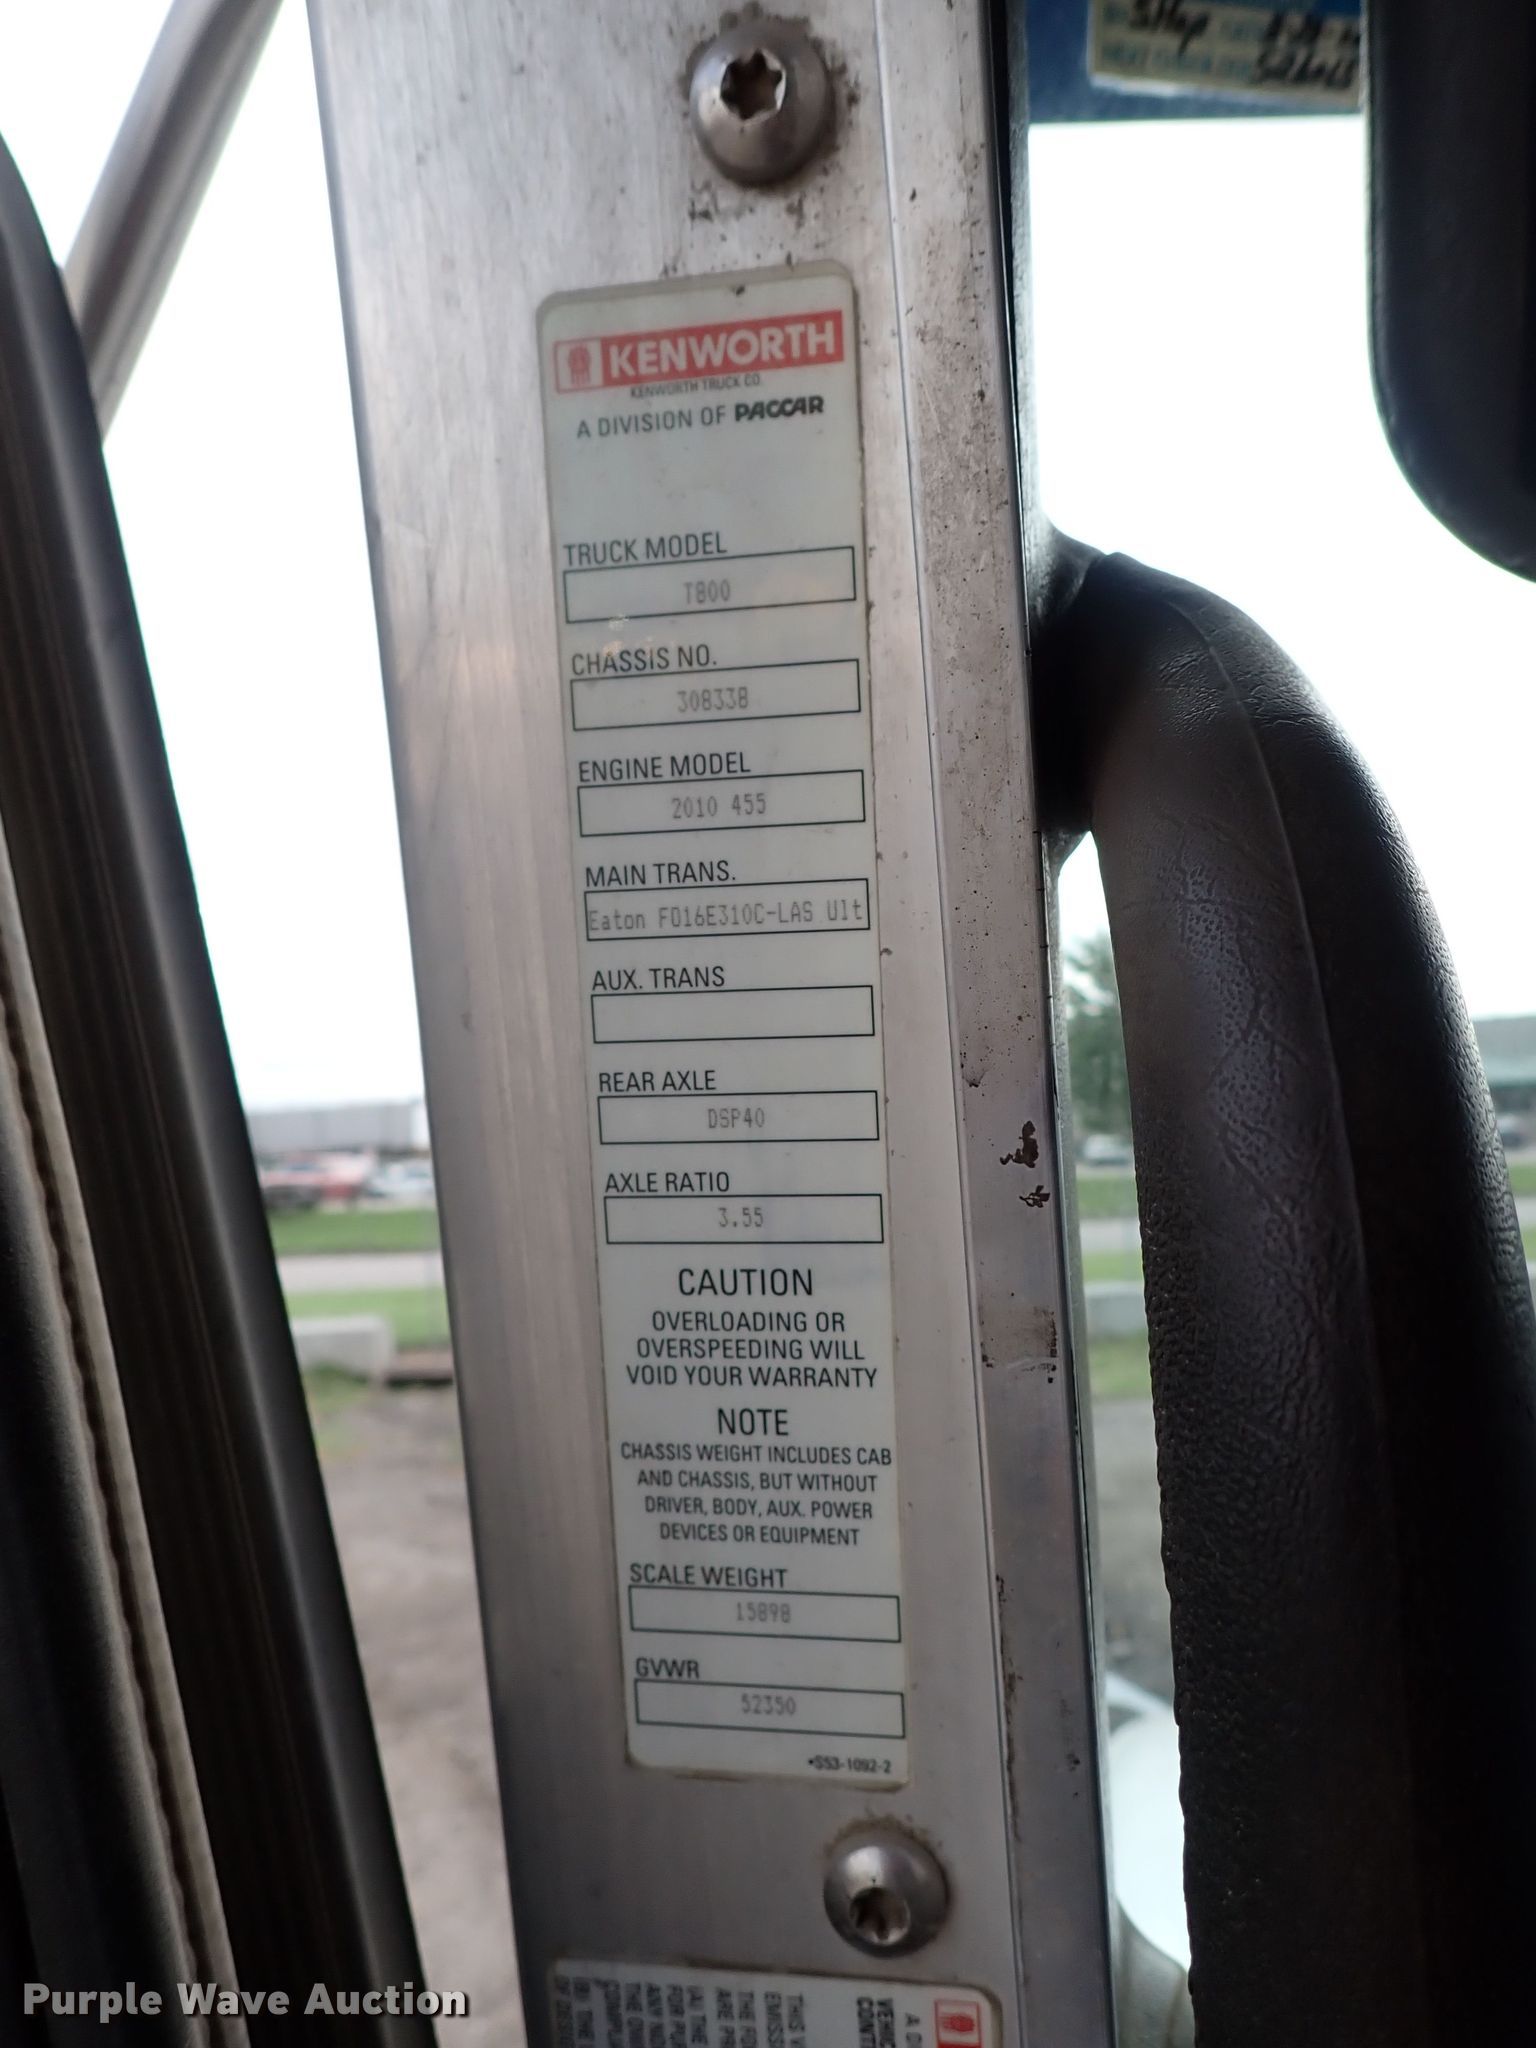 KENWORTH
KENWORTH TRUCK CO.
A DIVISION OF PACCAR
TRUCK MODEL
T800
CHASSIS NO.
308338
ENGINE MODEL
2010 455
MAIN TRANS.
Eaton FO16E310C-LAS Ult
AUX. TRANS
REAR AXLE
DSP40
AXLE RATIO
3.55
CAUTION
OVERLOADING OR
OVERSPEEDING WILL
VOID YOUR WARRANTY
NOTE
CHASSIS WEIGHT INCLUDES CAB
AND CHASSIS, BUT WITHOUT
DRIVER, BODY, AUX. POWER
DEVICES OR EQUIPMENT
SCALE WEIGHT
15898
GVWR
52350
*S53-1092-2
Purple Wave Auction